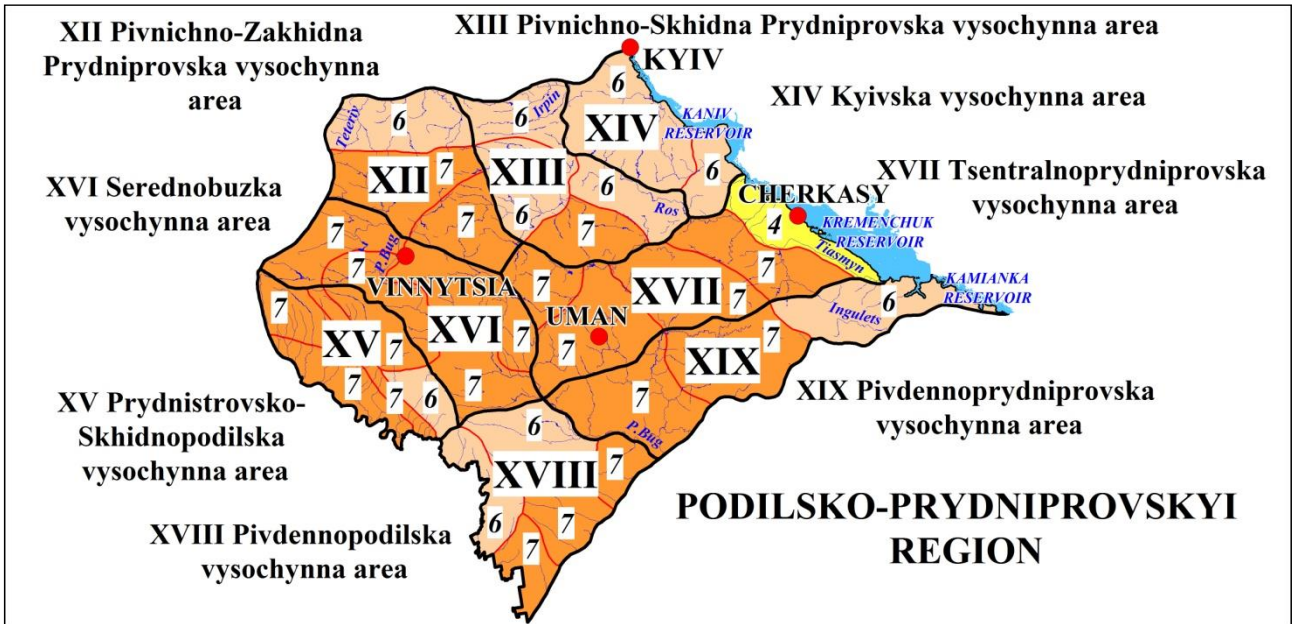 XII Pivnichno-Zakhidna
Prydniprovska vysochynna
area
XIII Pivnichno-Skhidna Prydniprovska vysochynna area
KYIV
6
XIV Kyivska vysochynna area
XIV
KANIV
RESERVOIR
6
Teteriv
6
6
Irpin
XII
7
XIII
6
Ros
6
7
7
XVI Serednobuzka
vysochynna area
XVII Tsentralnoprydniprovska
vysochynna area
CHERKASY
4
KREMENCHUK
RESERVOIR
Tiasmyn
7
7
P.Bug
VINNYTSIA
7
XVII
7
7
KAMIANKA
RESERVOIR
6
Ingulets
7
XV
7
XVI
7
UMAN
7
7
XIX
7
7
6
7
7
P.Bug
XV Prydnistrovsko-
Skhidnopodilska
vysochynna area
XIX Pivdennoprydniprovska
vysochynna area
6
XVIII
7
6
7
7
XVIII Pivdennopodilska
vysochynna area
PODILSKO-PRYDNIPROVSKYI
REGION